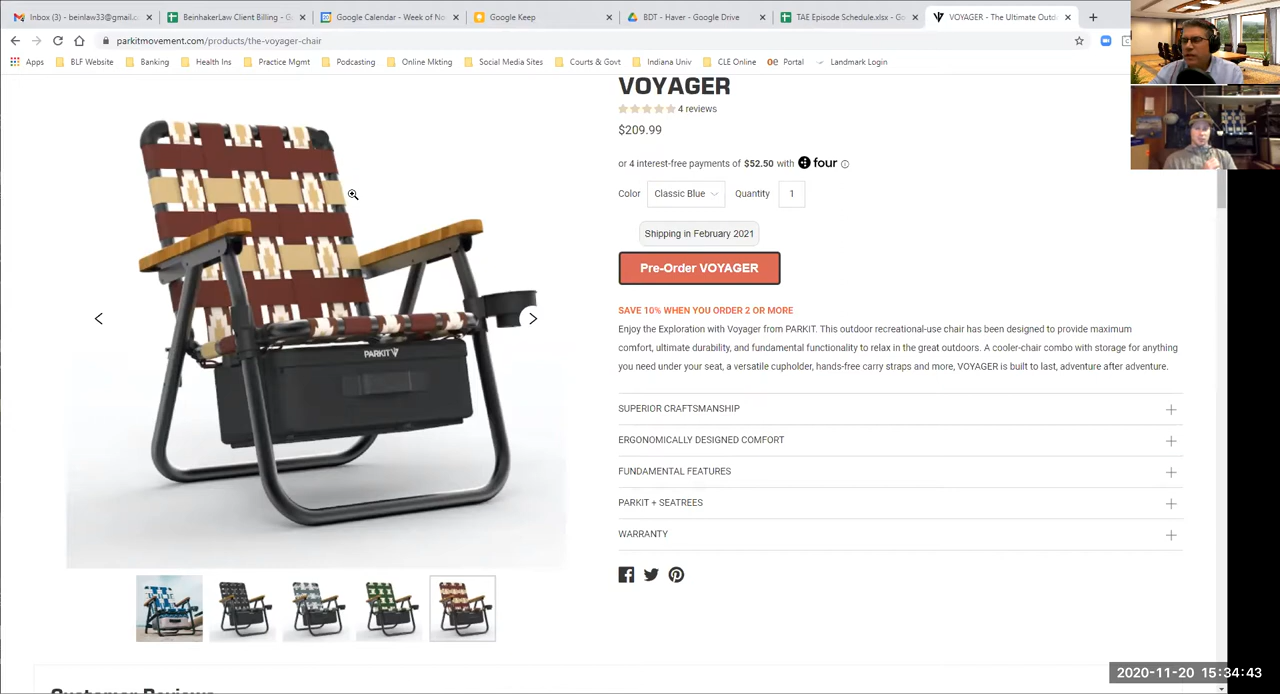 Inbox (3) - beinlaw33@gmail.c
BeinhakerLaw Client Billing - G
Google Calendar - Week of No
Google Keep
BDT - Haver - Google Drive
TAE Episode Schedule.xlsx - Go
VOYAGER - The Ultimate Outd
parkitmovement.com/products/the-voyager-chair
Apps
BLF Website
Banking
Health Ins
Practice Mgmt
Podcasting
Online Mkting
Social Media Sites
Courts & Govt
Indiana Univ
CLE Online
Portal
Landmark Login
VOYAGER
4 reviews
$209.99
or 4 interest-free payments of $52.50 with four
Color Classic Blue Quantity 1
Shipping in February 2021
Pre-Order VOYAGER
SAVE 10% WHEN YOU ORDER 2 OR MORE
Enjoy the Exploration with Voyager from PARKIT. This outdoor recreational-use chair has been designed to provide maximum
comfort, ultimate durability, and fundamental functionality to relax in the great outdoors. A cooler-chair combo with storage for anything
you need under your seat, a versatile cupholder, hands-free carry straps and more, VOYAGER is built to last, adventure after adventure.
PARKIT
SUPERIOR CRAFTSMANSHIP
ERGONOMICALLY DESIGNED COMFORT
FUNDAMENTAL FEATURES
PARKIT + SEATREES
WARRANTY
Customer Reviews
2020-11-20 15:34:43